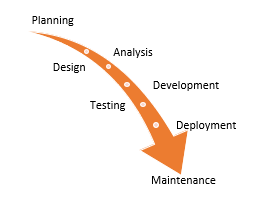 Planning
Analysis
Design
Development
Testing
Deployment
Maintenance